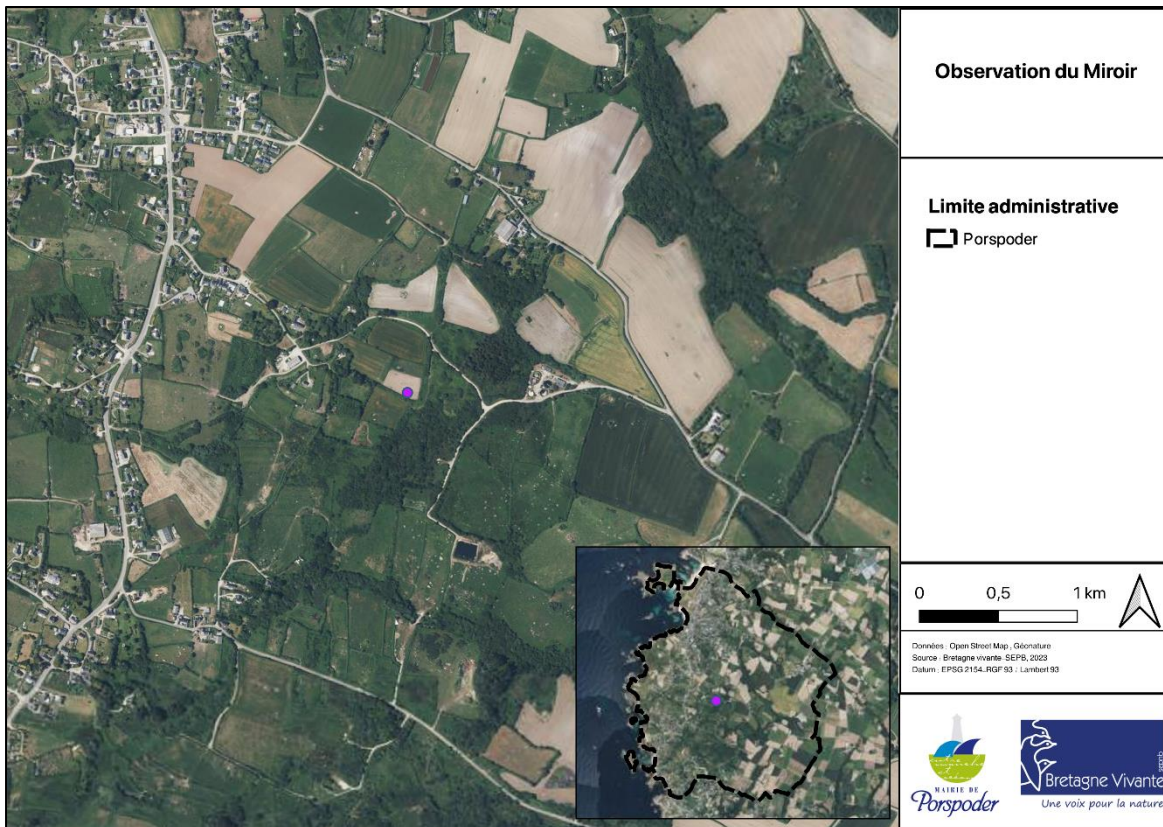 Observation du Miroir
Limite administrative
Porspoder
0 0,5 1 km
Données : Open Street Map , Géonature
Source : Bretagne vivante-SEPB, 2023
Datum : EPSG 2154-RGF 93 : Lambert 93
MAIRIE DE
Porspoder
Bretagne Vivante
sepnb
Une voix pour la nature